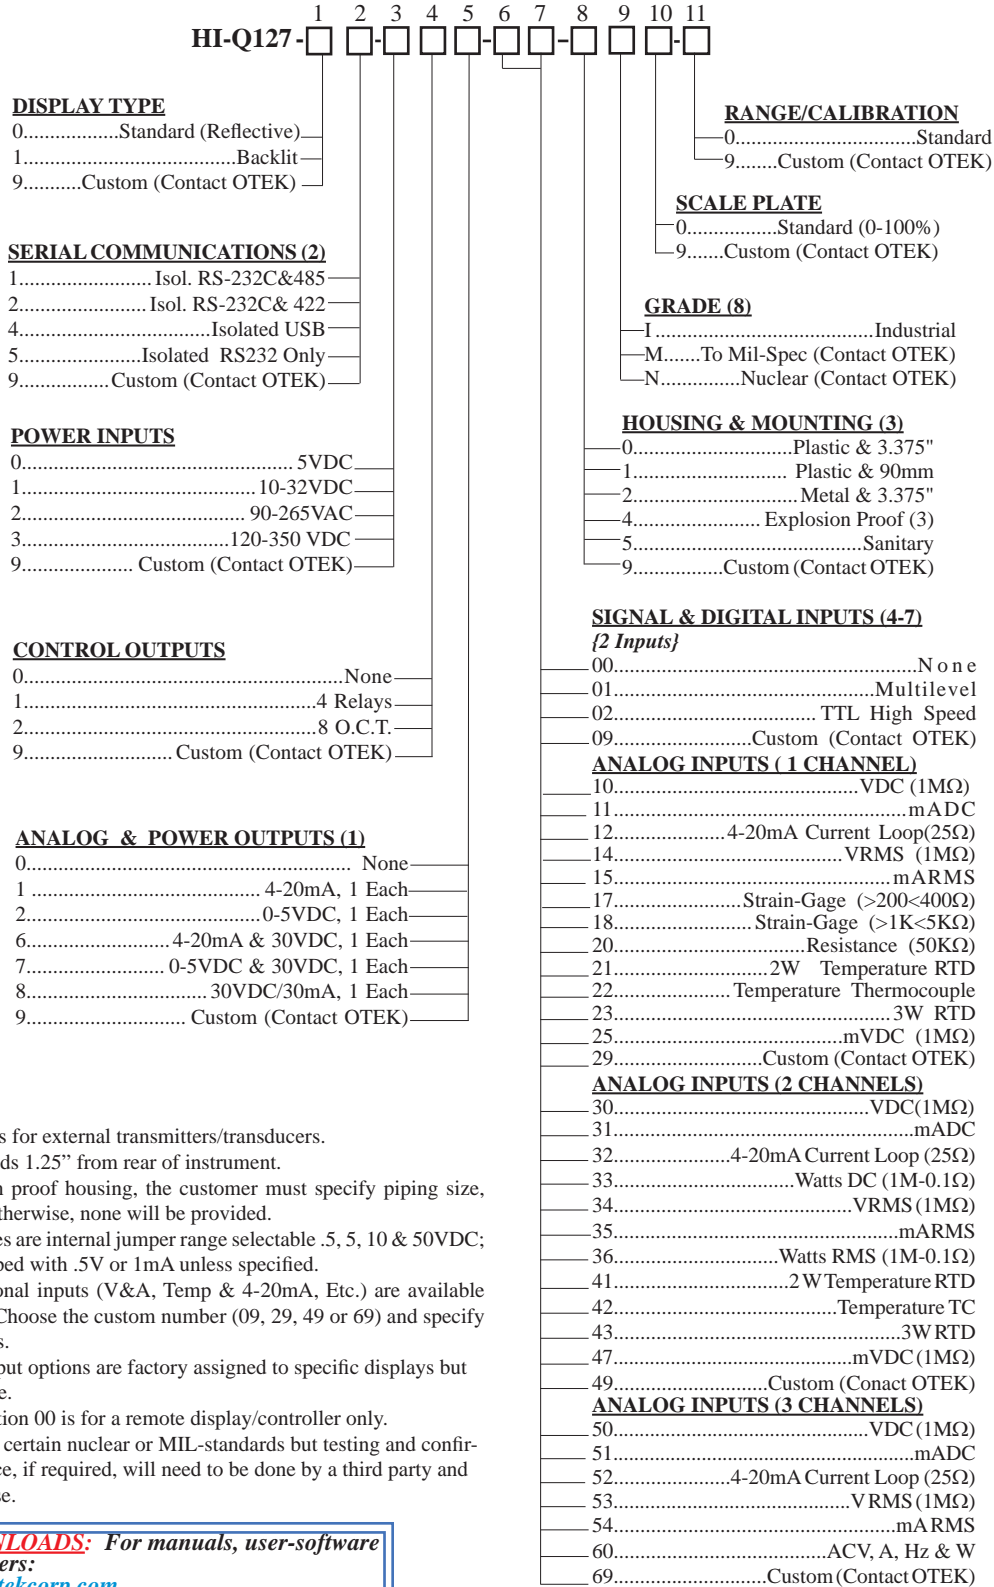 1 2 3 4 5 6 7 8 9 10 11
HI-Q127 - - - - -
DISPLAY TYPE
0..................Standard (Reflective)
1........................................Backlit
9...........Custom (Contact OTEK)
SERIAL COMMUNICATIONS (2)
1......................... Isol. RS-232C&485
2........................ Isol. RS-232C& 422
4....................................Isolated USB
5.......................Isolated RS232 Only
9.................Custom (Contact OTEK)
POWER INPUTS
0................................................... 5VDC
1............................................ 10-32VDC
2.......................................... 90-265VAC
3.......................................120-350 VDC
9..................... Custom (Contact OTEK)
CONTROL OUTPUTS
0.............................................................None
1.......................................................4 Relays
2.......................................................8 O.C.T.
9............................ Custom (Contact OTEK)
ANALOG & POWER OUTPUTS (1)
0.............................................................. None
1 ........................................... 4-20mA, 1 Each
2............................................0-5VDC, 1 Each
6........................... 4-20mA & 30VDC, 1 Each
7.......................... 0-5VDC & 30VDC, 1 Each
8.................................. 30VDC/30mA, 1 Each
9.............................. Custom (Contact OTEK)
s for external transmitters/transducers.
ds 1.25” from rear of instrument.
n proof housing, the customer must specify piping size,
therwise, none will be provided.
es are internal jumper range selectable .5, 5, 10 & 50VDC;
ped with .5V or 1mA unless specified.
onal inputs (V&A, Temp & 4-20mA, Etc.) are available
Choose the custom number (09, 29, 49 or 69) and specify
s.
put options are factory assigned to specific displays but
e.
tion 00 is for a remote display/controller only.
certain nuclear or MIL-standards but testing and confir-
ce, if required, will need to be done by a third party and
se.
NLOADS: For manuals, user-software
ers:
tekcorp.com
RANGE/CALIBRATION
0..................................Standard
9........Custom (Contact OTEK)
SCALE PLATE
0.................Standard (0-100%)
9.......Custom (Contact OTEK)
GRADE (8)
I .........................................Industrial
M.......To Mil-Spec (Contact OTEK)
N...............Nuclear (Contact OTEK)
HOUSING & MOUNTING (3)
0..............................Plastic & 3.375"
1............................. Plastic & 90mm
2...............................Metal & 3.375"
4........................ Explosion Proof (3)
5...........................................Sanitary
9.................Custom (Contact OTEK)
SIGNAL & DIGITAL INPUTS (4-7)
{2 Inputs}
00.........................................................None
01.................................................Multilevel
02...................................... TTL High Speed
09..........................Custom (Contact OTEK)
ANALOG INPUTS ( 1 CHANNEL)
10..............................................VDC (1MΩ)
11........................................................mADC
12.....................4-20mA Current Loop(25Ω)
14...........................................VRMS (1MΩ)
15.....................................................mARMS
17........................Strain-Gage (>200<400Ω)
18.......................... Strain-Gage (>1K<5KΩ)
20....................................Resistance (50KΩ)
21.............................2W Temperature RTD
22...................... Temperature Thermocouple
23....................................................3W RTD
25...........................................mVDC (1MΩ)
29............................Custom (Contact OTEK)
ANALOG INPUTS (2 CHANNELS)
30................................................VDC(1MΩ)
31.........................................................mADC
32......................4-20mA Current Loop (25Ω)
33..................................Watts DC (1M-0.1Ω)
34.............................................VRMS (1MΩ)
35......................................................mARMS
36...............................Watts RMS (1M-0.1Ω)
41.................................2W Temperature RTD
42..........................................Temperature TC
43......................................................3W RTD
47.............................................mVDC (1MΩ)
49.............................Custom (Conact OTEK)
ANALOG INPUTS (3 CHANNELS)
50................................................VDC (1MΩ)
51.........................................................mADC
52......................4-20mA Current Loop (25Ω)
53.............................................VRMS (1MΩ)
54.....................................................mARMS
60........................................ACV, A, Hz & W
69.............................Custom (Contact OTEK)